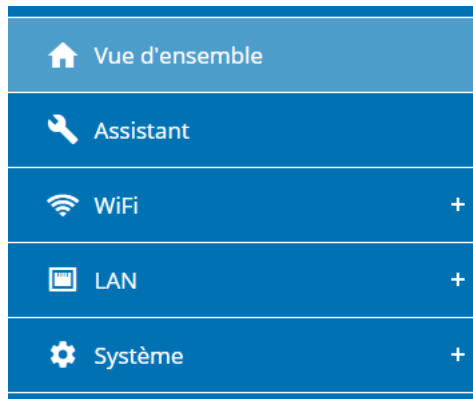 Vue d'ensemble
Assistant
WiFi +
LAN +
Système +